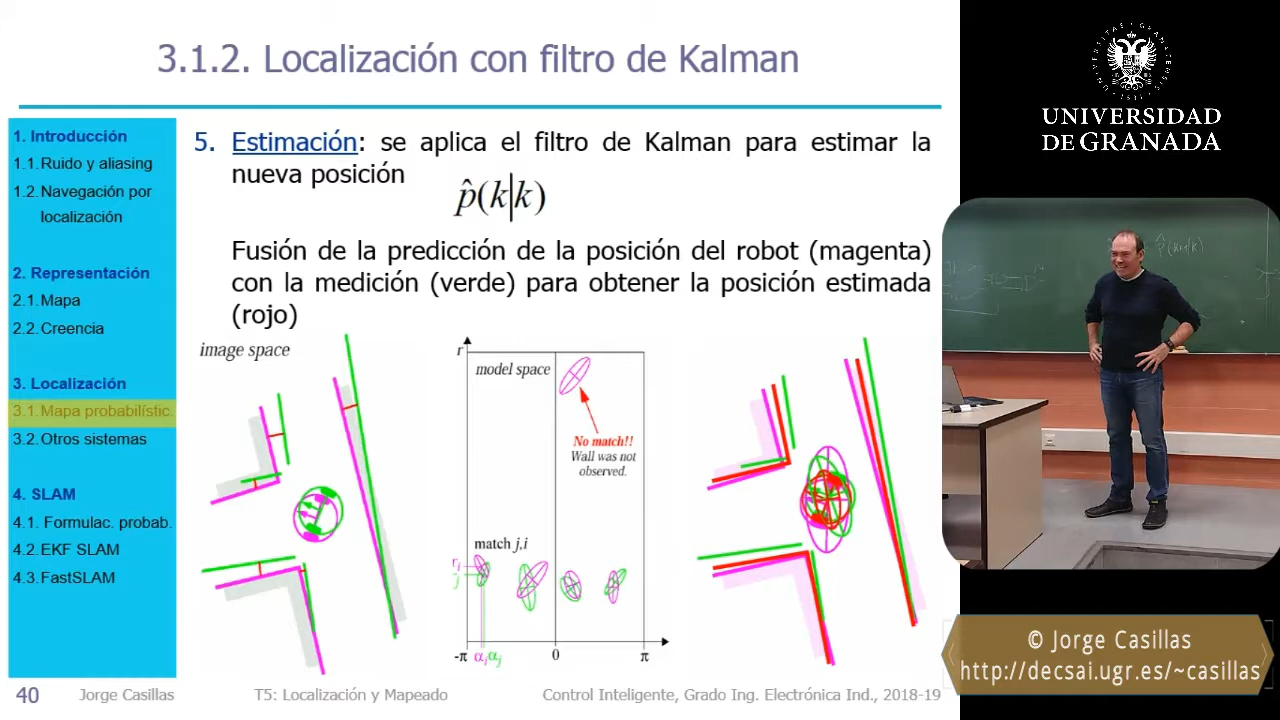 3.1.2. Localización con filtro de Kalman
1. Introducción
1.1. Ruido y aliasing
1.2. Navegación por
localización
2. Representación
2.1. Mapa
2.2. Creencia
3. Localización
3.1. Mapa probabilístic.
3.2. Otros sistemas
4. SLAM
4.1. Formulac. probab.
4.2. EKF SLAM
4.3. FastSLAM
5. Estimación: se aplica el filtro de Kalman para estimar la
nueva posición
p̂(k|k)
Fusión de la predicción de la posición del robot (magenta)
con la medición (verde) para obtener la posición estimada
(rojo)
image space
r
model space
No match!!
Wall was not
observed.
match j,i
-π αi αj 0 π
40 Jorge Casillas T5: Localización y Mapeado Control Inteligente, Grado Ing. Electrónica Ind., 2018-19
UNIVERSIDAD
DE GRANADA
© Jorge Casillas
http://decsai.ugr.es/~casillas